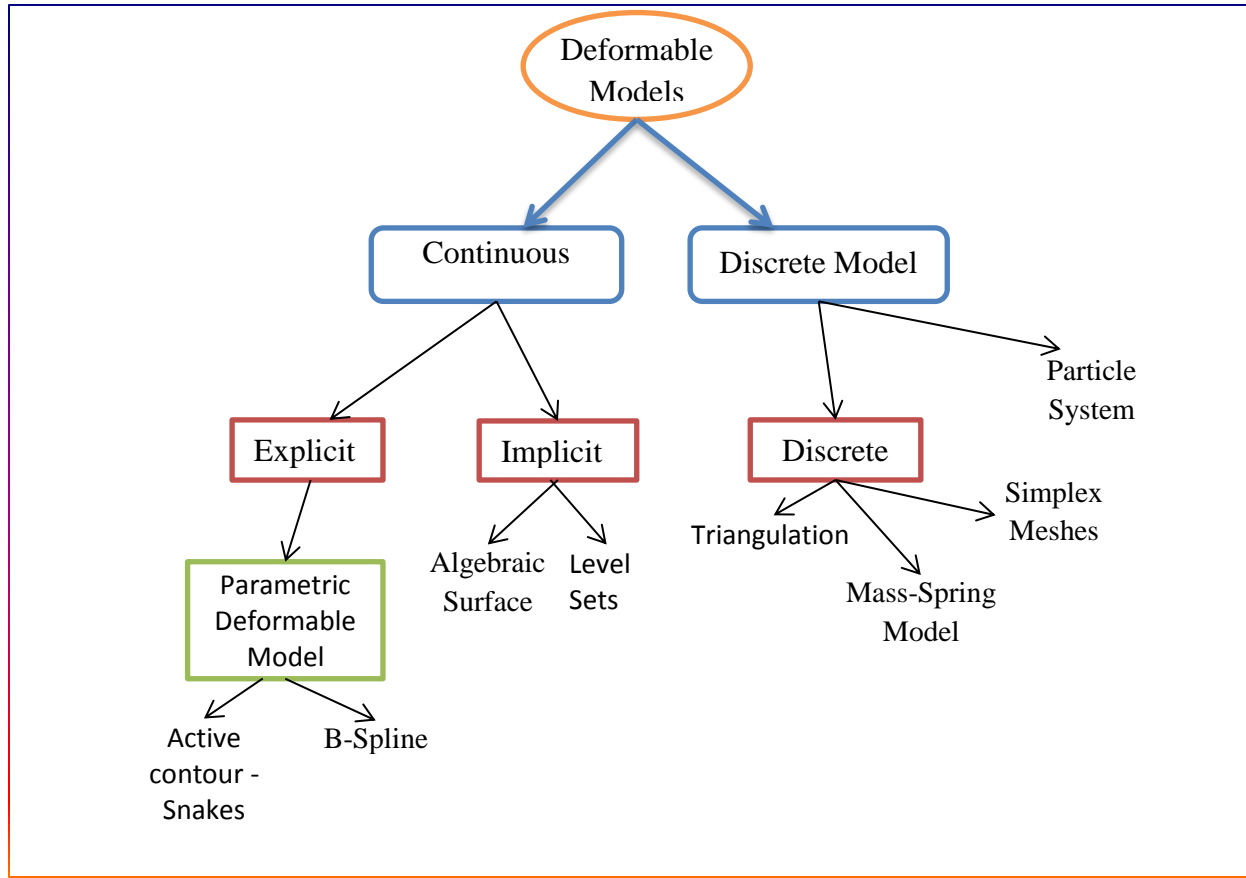 Deformable
Models
Continuous
Discrete Model
Particle
System
Explicit
Implicit
Discrete
Simplex
Meshes
Triangulation
Algebraic
Surface
Level
Sets
Mass-Spring
Model
Parametric
Deformable
Model
Active
contour -
Snakes
B-Spline